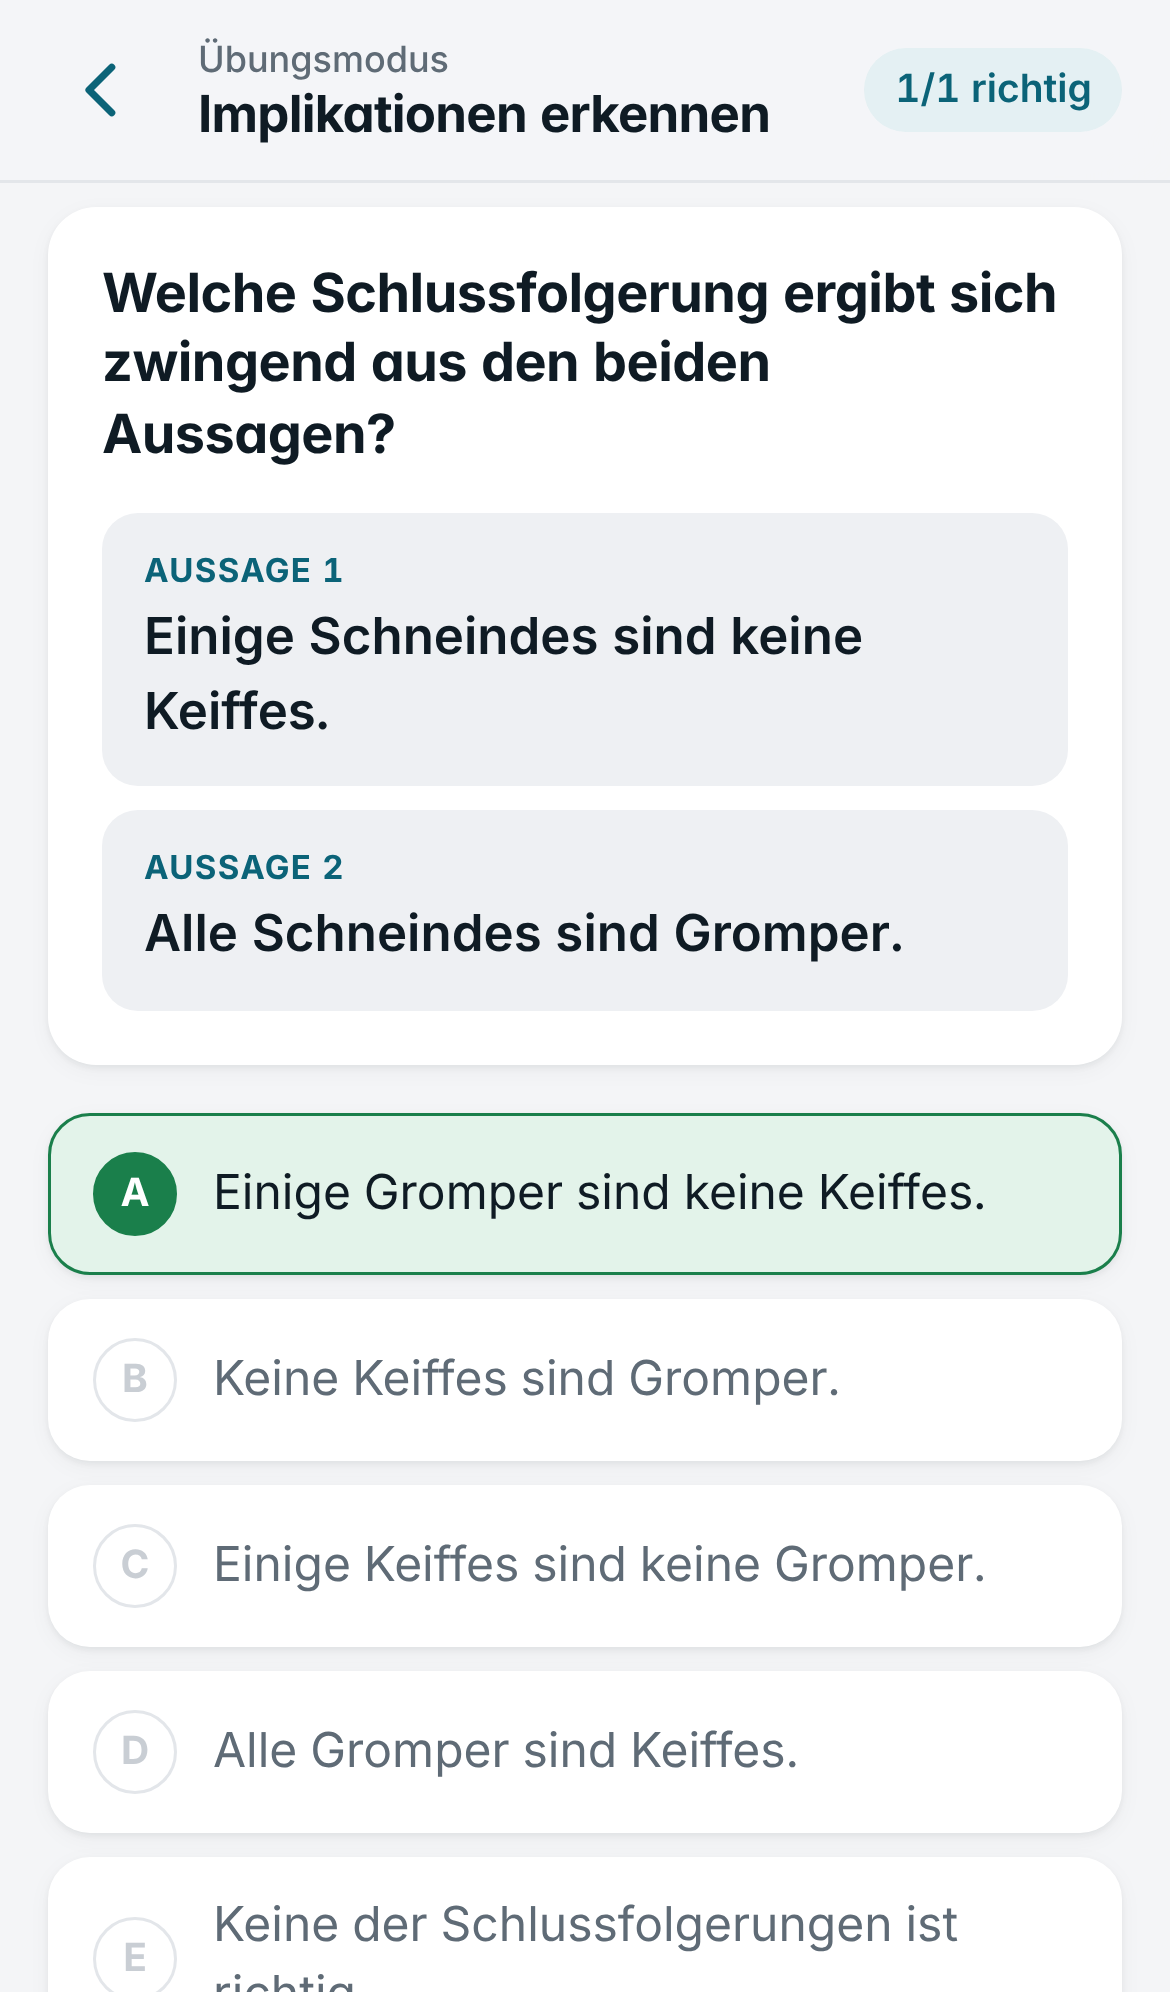 Übungsmodus
Implikationen erkennen
1/1 richtig
Welche Schlussfolgerung ergibt sich
zwingend aus den beiden
Aussagen?
AUSSAGE 1
Einige Schneindes sind keine
Keiffes.
AUSSAGE 2
Alle Schneindes sind Gromper.
A Einige Gromper sind keine Keiffes.
B Keine Keiffes sind Gromper.
C Einige Keiffes sind keine Gromper.
D Alle Gromper sind Keiffes.
E Keine der Schlussfolgerungen ist
richtig